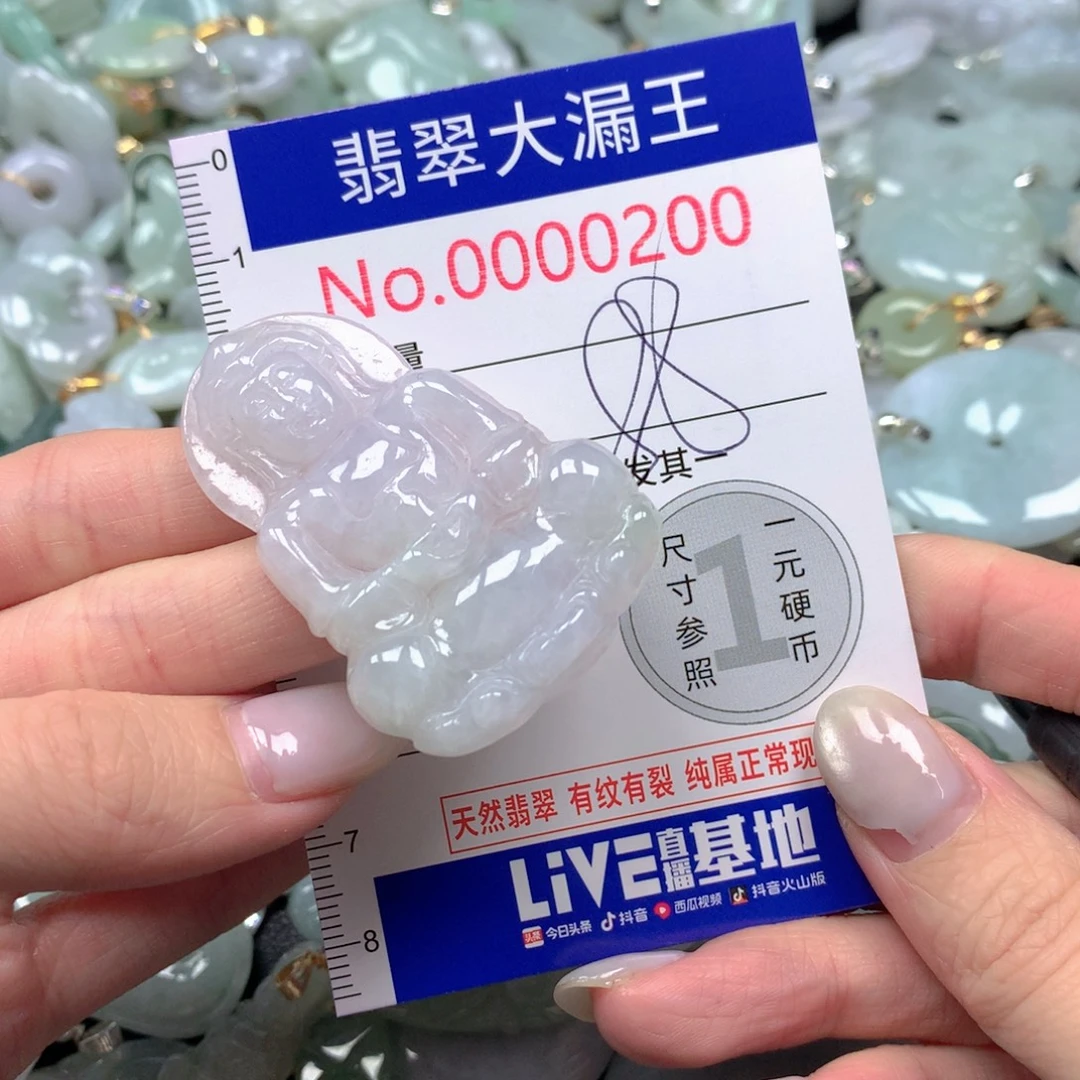 翡翠大漏王
0
No.0000200
1
量
发其一
尺寸参照
1
一元硬币
天然翡翠 有纹有裂 纯属正常现
7
LiVE直播基地
8
头条 今日头条 抖音 西瓜视频 抖音火山版